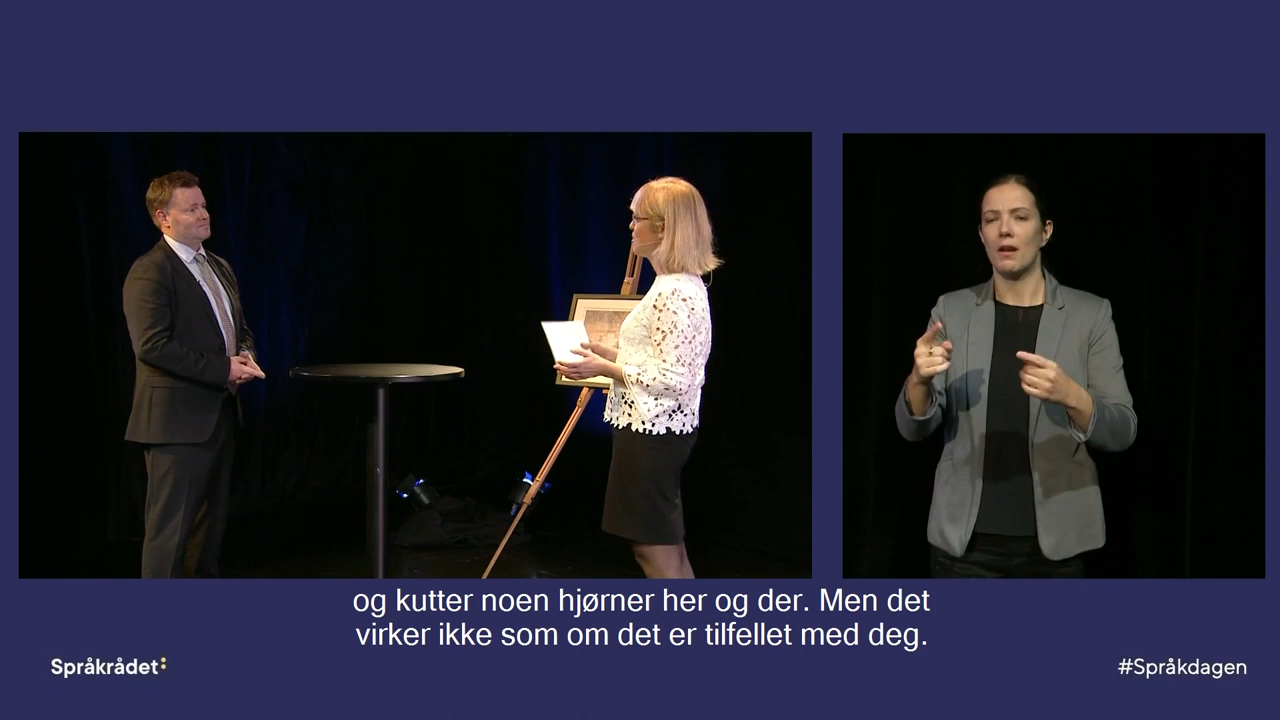 og kutter noen hjørner her og der. Men det
virker ikke som om det er tilfellet med deg.
Språkrådet:
#Språkdagen